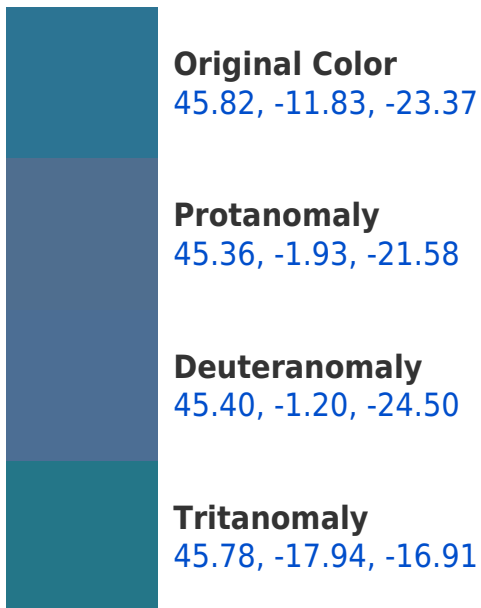 Original Color
45.82, -11.83, -23.37
Protanomaly
45.36, -1.93, -21.58
Deuteranomaly
45.40, -1.20, -24.50
Tritanomaly
45.78, -17.94, -16.91